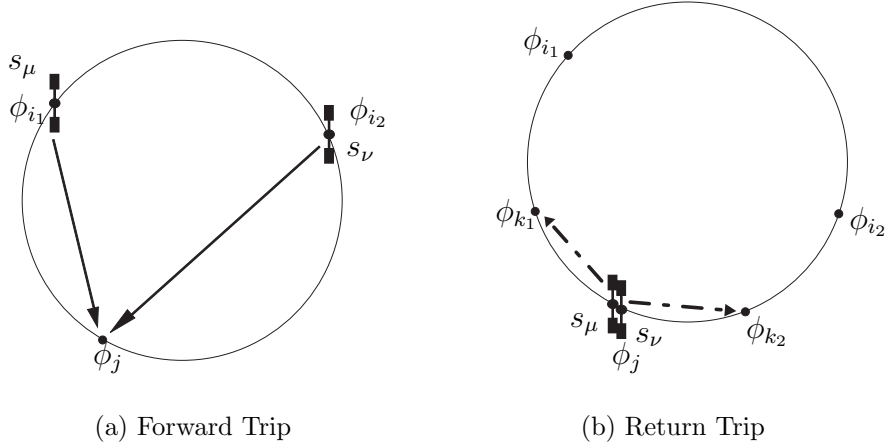 s_μ
ϕ_{i_1}
ϕ_{i_2}
s_ν
ϕ_j
(a) Forward Trip
ϕ_{i_1}
ϕ_{k_1}
ϕ_{i_2}
s_μ
s_ν
ϕ_{k_2}
ϕ_j
(b) Return Trip